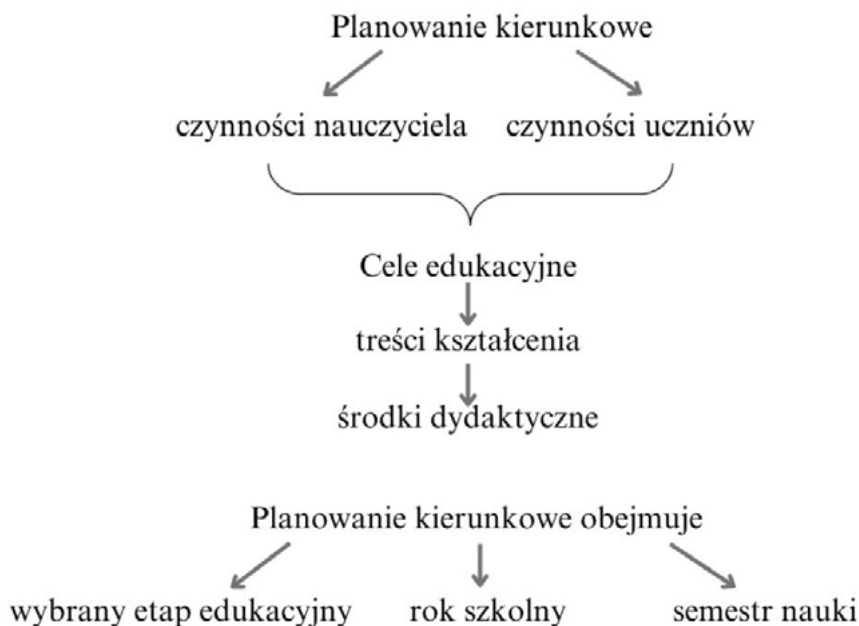 Planowanie kierunkowe
czynności nauczyciela czynności uczniów
Cele edukacyjne
treści kształcenia
środki dydaktyczne
Planowanie kierunkowe obejmuje
wybrany etap edukacyjny rok szkolny semestr nauki